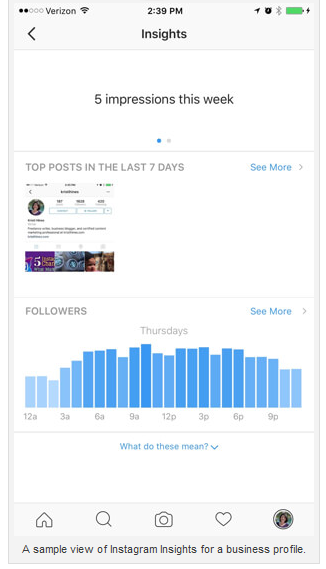 Verizon 2:39 PM
Insights
5 impressions this week
TOP POSTS IN THE LAST 7 DAYS See More
FOLLOWERS See More
Thursdays
12a 3a 6a 9a 12p 3p 6p 9p
What do these mean?
A sample view of Instagram Insights for a business profile.